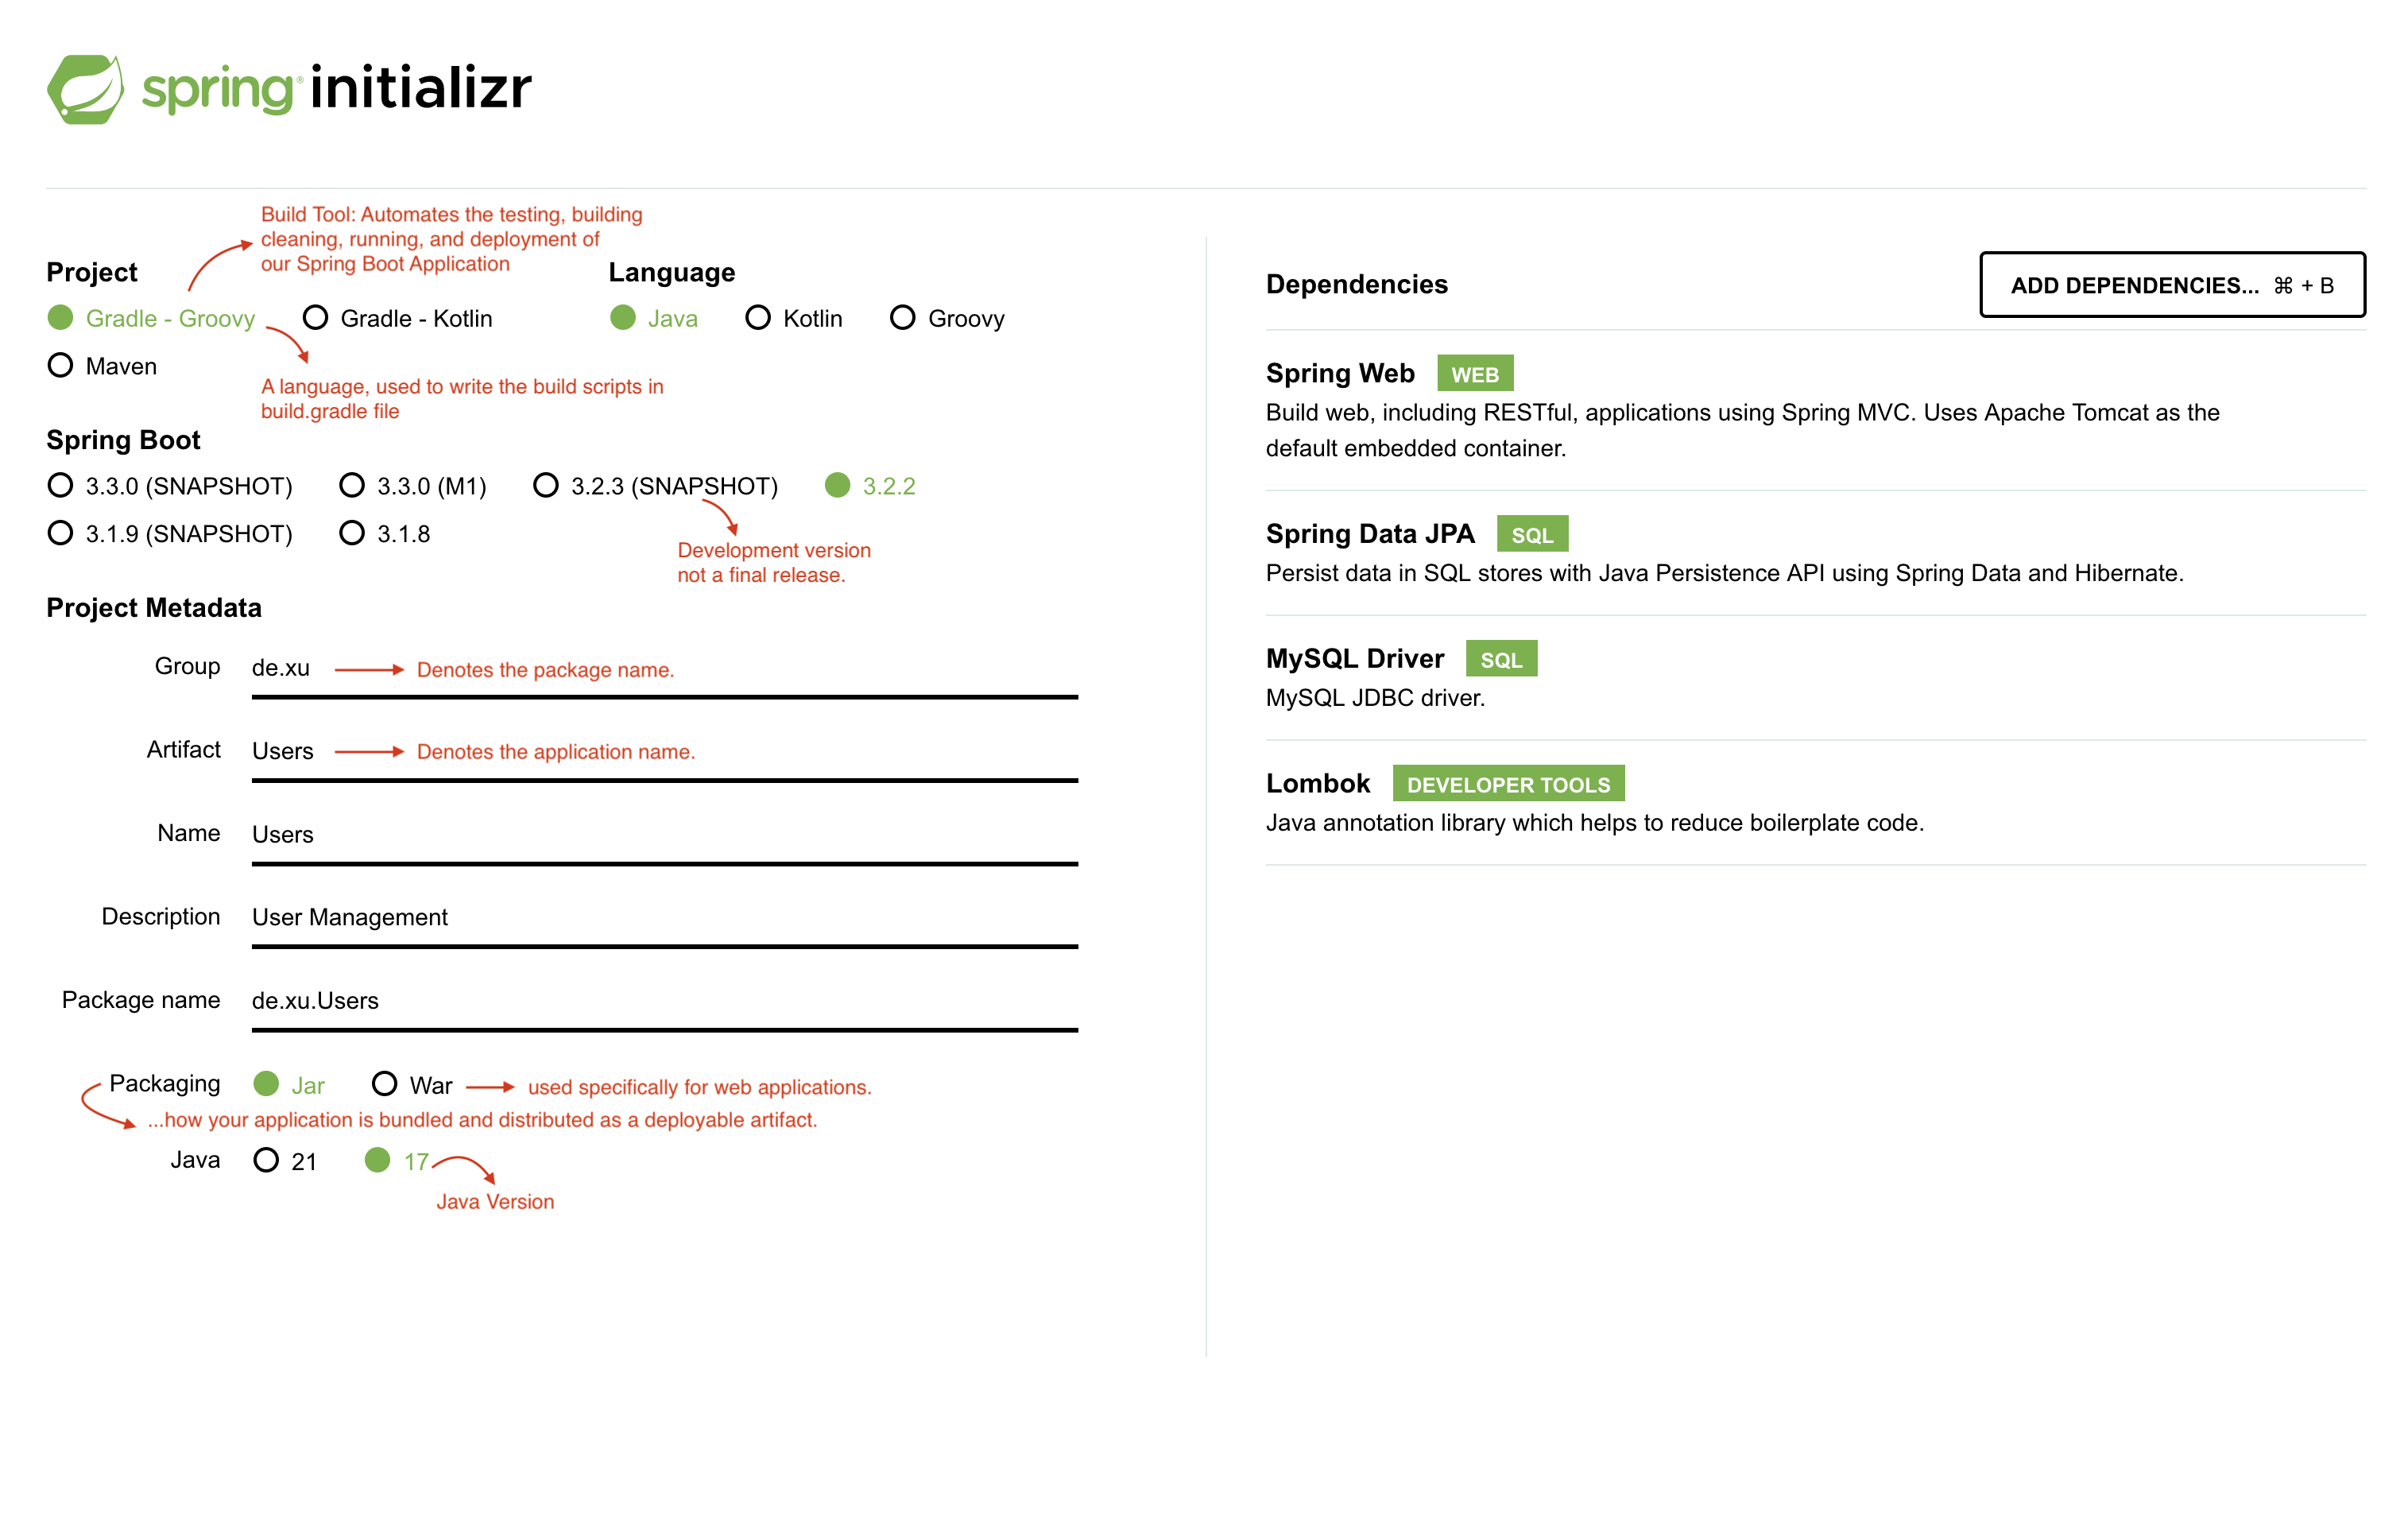 spring® initializr
Build Tool: Automates the testing, building
cleaning, running, and deployment of
our Spring Boot Application
Project
Gradle - Groovy Gradle - Kotlin
Maven
A language, used to write the build scripts in
build.gradle file
Language
Java Kotlin Groovy
Spring Boot
3.3.0 (SNAPSHOT) 3.3.0 (M1) 3.2.3 (SNAPSHOT) 3.2.2
3.1.9 (SNAPSHOT) 3.1.8
Development version
not a final release.
Project Metadata
Group de.xu Denotes the package name.
Artifact Users Denotes the application name.
Name Users
Description User Management
Package name de.xu.Users
Packaging Jar War used specifically for web applications.
...how your application is bundled and distributed as a deployable artifact.
Java 21 17
Java Version
Dependencies ADD DEPENDENCIES... ⌘ + B
Spring Web WEB
Build web, including RESTful, applications using Spring MVC. Uses Apache Tomcat as the
default embedded container.
Spring Data JPA SQL
Persist data in SQL stores with Java Persistence API using Spring Data and Hibernate.
MySQL Driver SQL
MySQL JDBC driver.
Lombok DEVELOPER TOOLS
Java annotation library which helps to reduce boilerplate code.